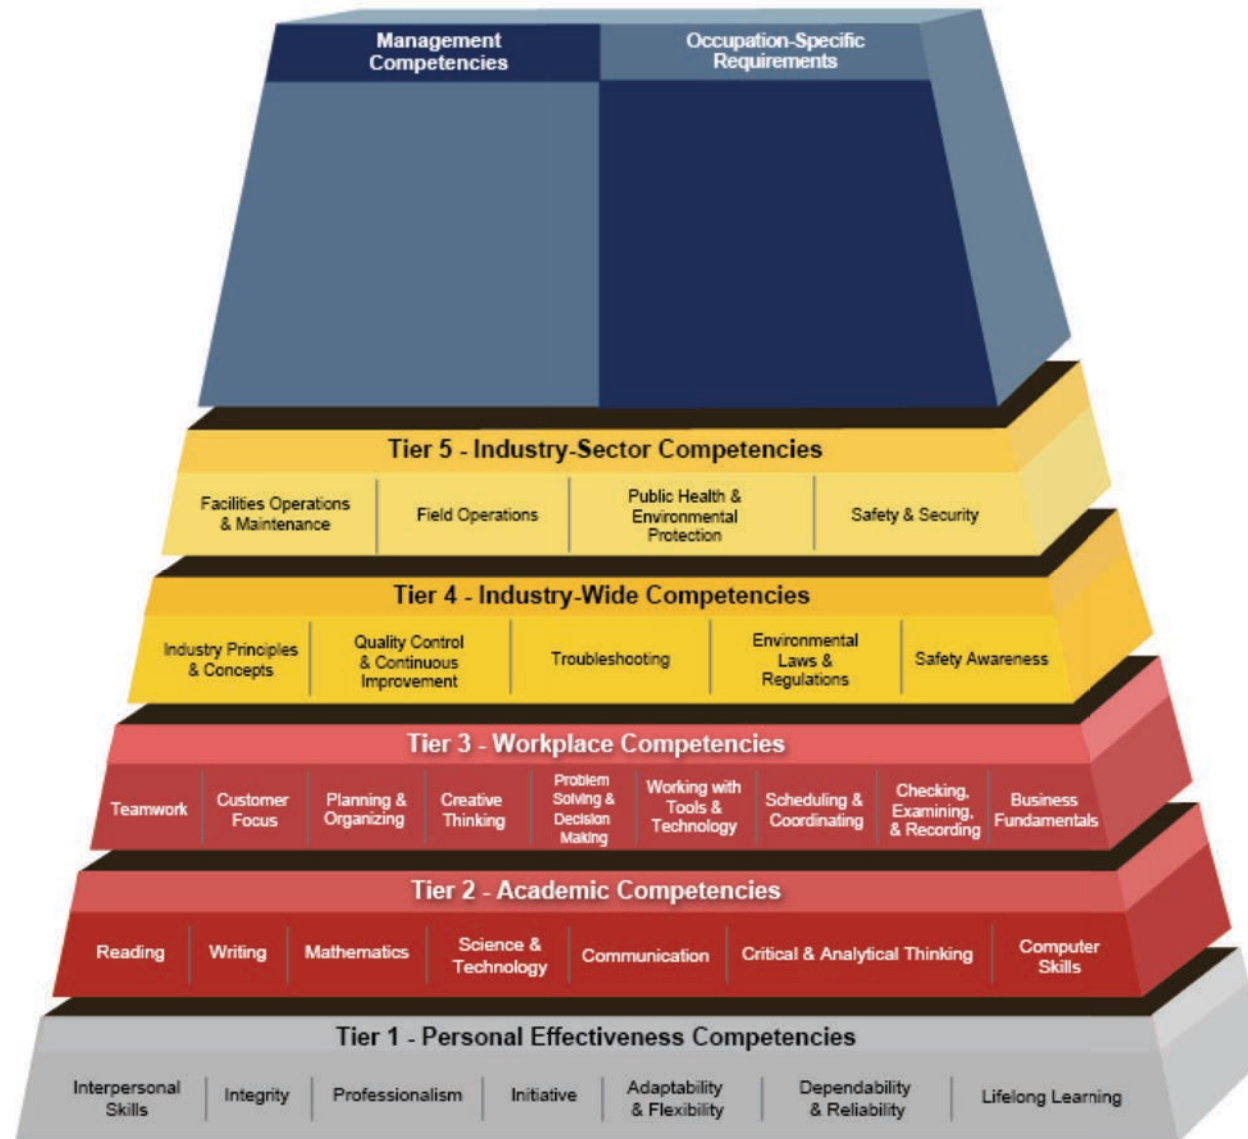 Management
Competencies
Occupation-Specific
Requirements
Tier 5 - Industry-Sector Competencies
Facilities Operations
& Maintenance
Field Operations
Public Health &
Environmental
Protection
Safety & Security
Tier 4 - Industry-Wide Competencies
Industry Principles
& Concepts
Quality Control
& Continuous
Improvement
Troubleshooting
Environmental
Laws &
Regulations
Safety Awareness
Tier 3 - Workplace Competencies
Teamwork
Customer
Focus
Planning &
Organizing
Creative
Thinking
Problem
Solving &
Decision
Making
Working with
Tools &
Technology
Scheduling &
Coordinating
Checking,
Examining,
& Recording
Business
Fundamentals
Tier 2 - Academic Competencies
Reading
Writing
Mathematics
Science &
Technology
Communication
Critical & Analytical Thinking
Computer
Skills
Tier 1 - Personal Effectiveness Competencies
Interpersonal
Skills
Integrity
Professionalism
Initiative
Adaptability
& Flexibility
Dependability
& Reliability
Lifelong Learning